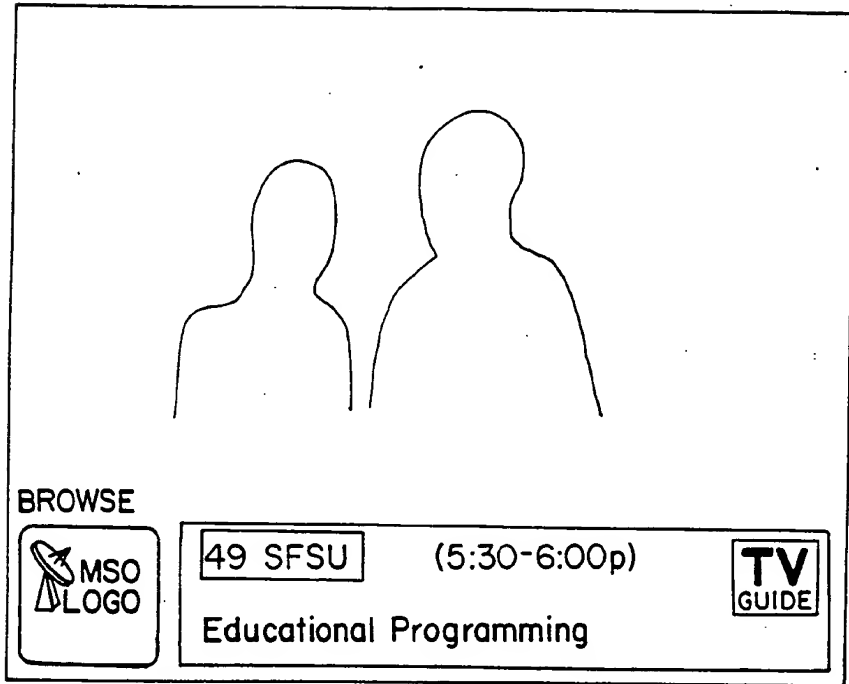 BROWSE
MSO
LOGO
49 SFSU (5:30-6:00p)
Educational Programming
TV
GUIDE